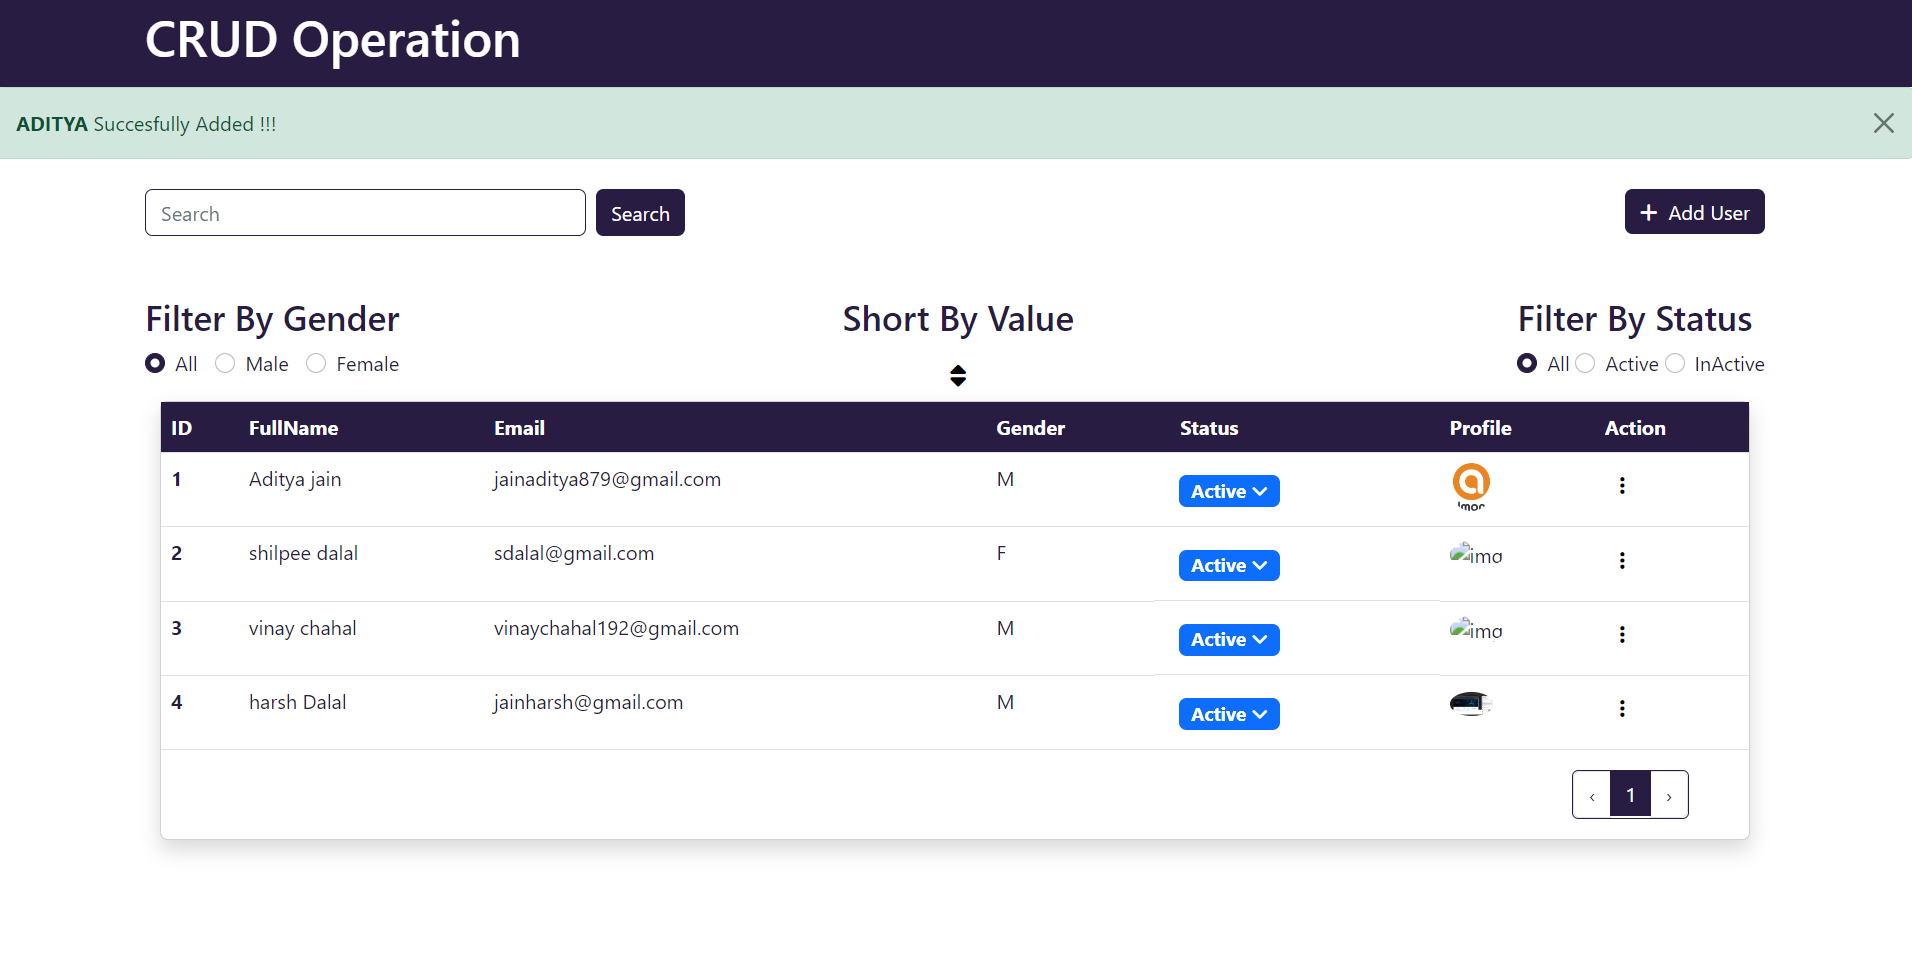 CRUD Operation
ADITYA Succesfully Added !!!
Search Search Add User
Filter By Gender Short By Value Filter By Status
All Male Female All Active InActive
ID FullName Email Gender Status Profile Action
1 Aditya jain jainaditya879@gmail.com M Active
2 shilpee dalal sdalal@gmail.com F Active img
3 vinay chahal vinaychahal192@gmail.com M Active img
4 harsh Dalal jainharsh@gmail.com M Active
‹ 1 ›